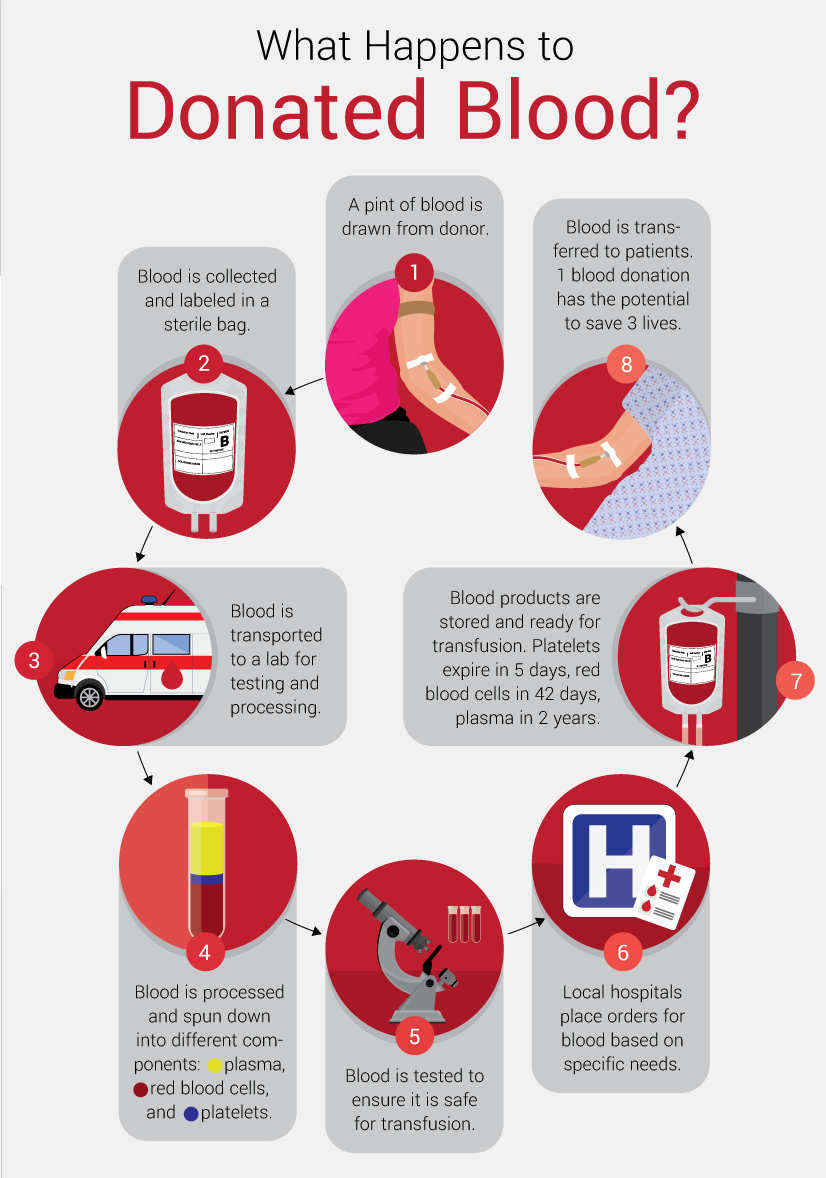 What Happens to
Donated Blood?
A pint of blood is
drawn from donor.
1
Blood is collected
and labeled in a
sterile bag.
2
B
3
Blood is
transported
to a lab for
testing and
processing.
4
Blood is processed
and spun down
into different com-
ponents: plasma,
red blood cells,
and platelets.
5
Blood is tested to
ensure it is safe
for transfusion.
H
6
Local hospitals
place orders for
blood based on
specific needs.
Blood products are
stored and ready for
transfusion. Platelets
expire in 5 days, red
blood cells in 42 days,
plasma in 2 years.
B
7
Blood is trans-
ferred to patients.
1 blood donation
has the potential
to save 3 lives.
8